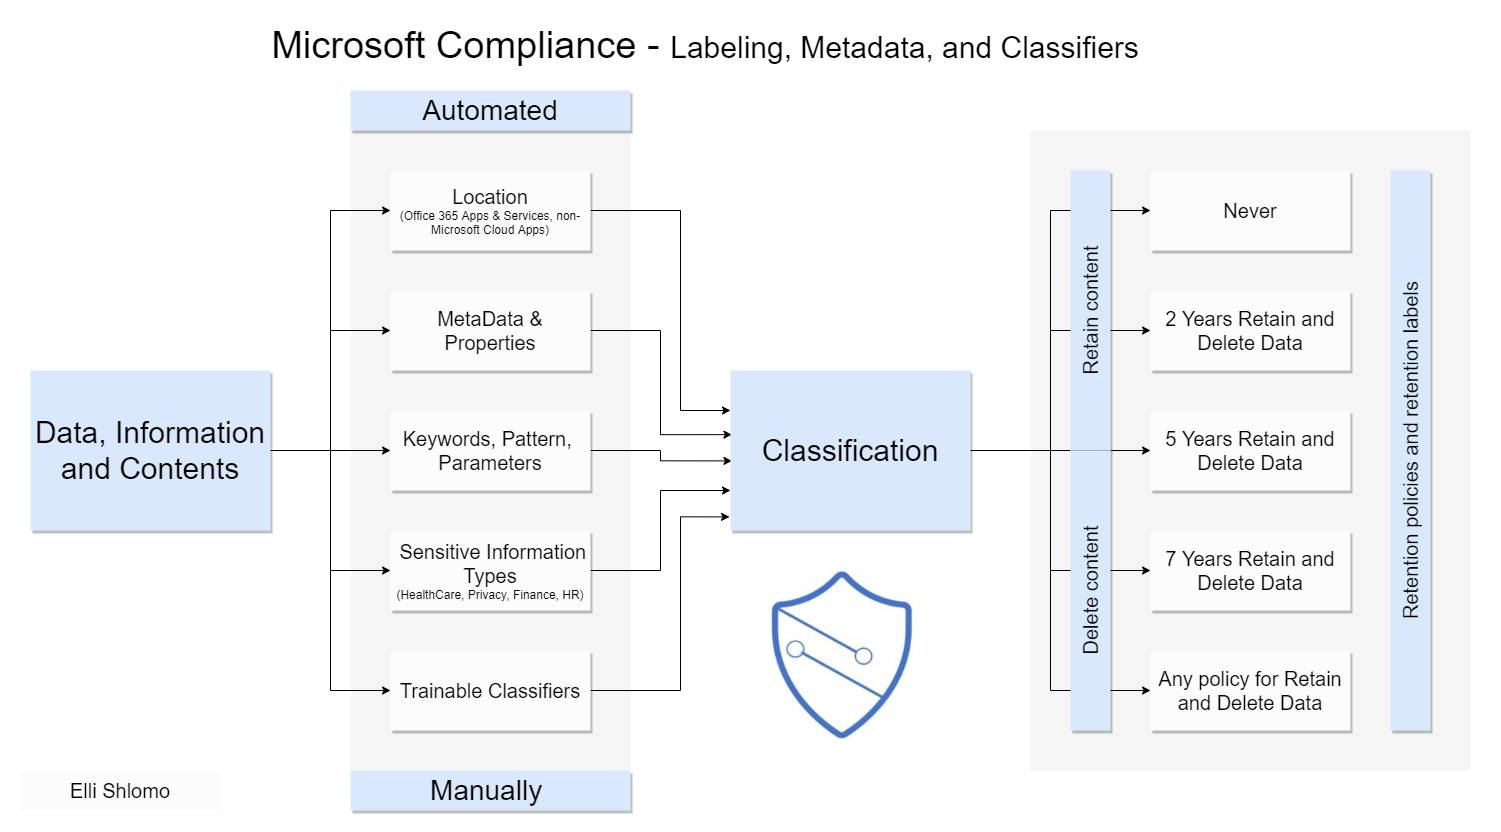 Microsoft Compliance - Labeling, Metadata, and Classifiers
Automated
Location
(Office 365 Apps & Services, non-
Microsoft Cloud Apps)
MetaData &
Properties
Keywords, Pattern,
Parameters
Sensitive Information
Types
(HealthCare, Privacy, Finance, HR)
Trainable Classifiers
Manually
Data, Information
and Contents
Classification
Retain content
Delete content
Never
2 Years Retain and
Delete Data
5 Years Retain and
Delete Data
7 Years Retain and
Delete Data
Any policy for Retain
and Delete Data
Retention policies and retention labels
Elli Shlomo